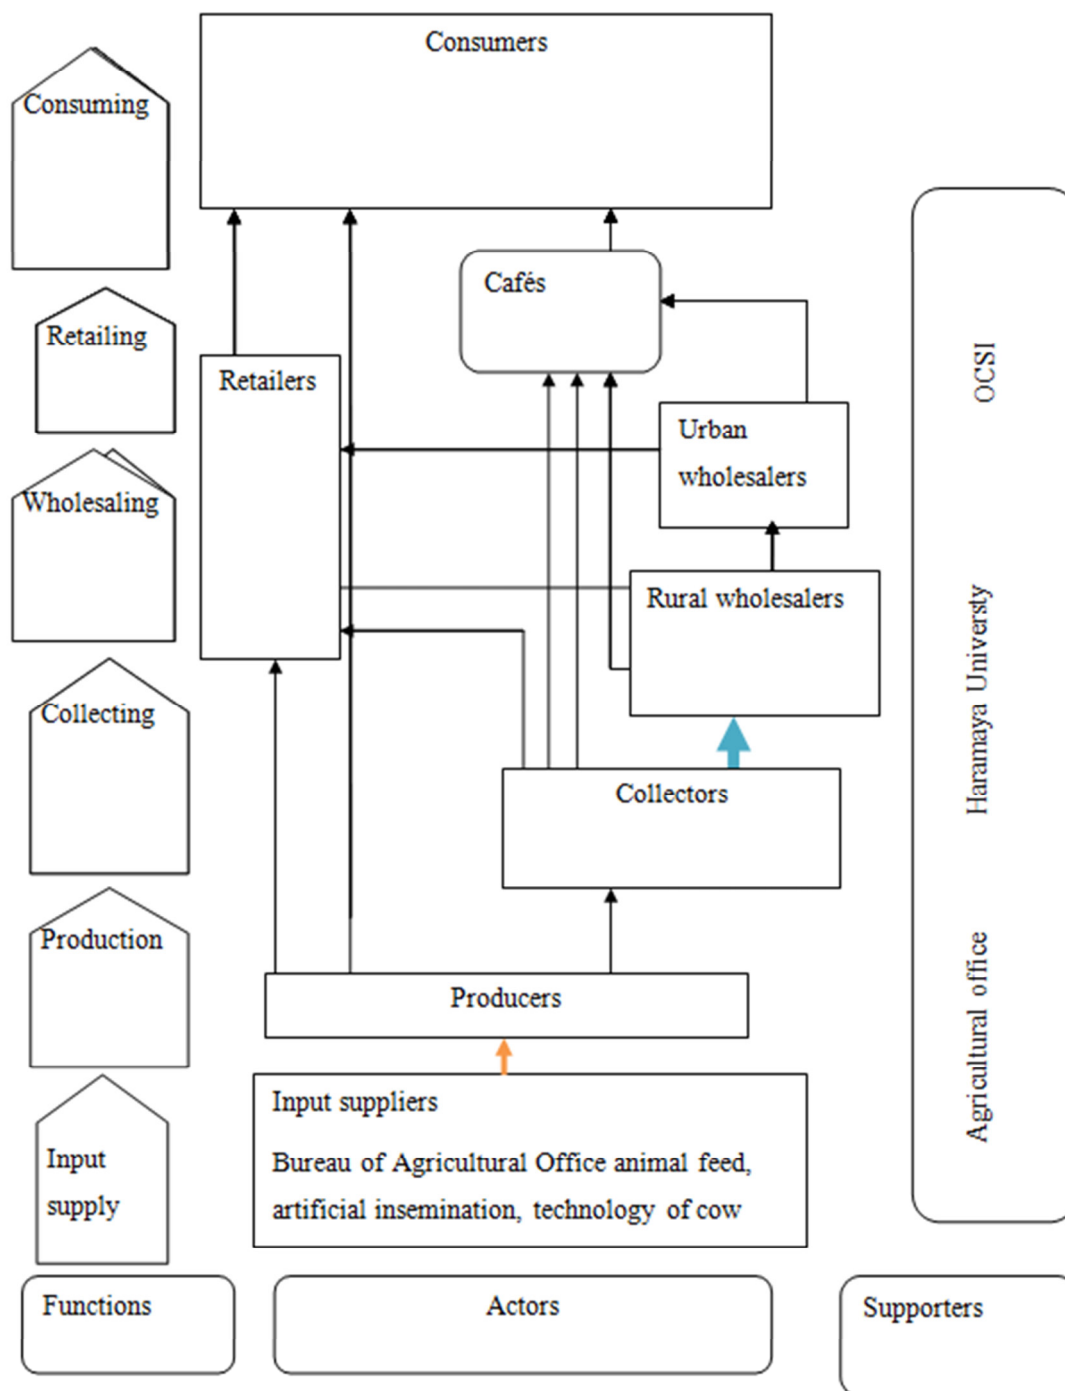 Consumers
Consuming
Cafés
Retailing
Retailers
Urban
wholesalers
Wholesaling
Rural wholesalers
Collecting
Collectors
Production
Producers
Input suppliers
Bureau of Agricultural Office animal feed,
artificial insemination, technology of cow
Input
supply
OCSI
Haramaya Universty
Agricultural office
Functions
Actors
Supporters